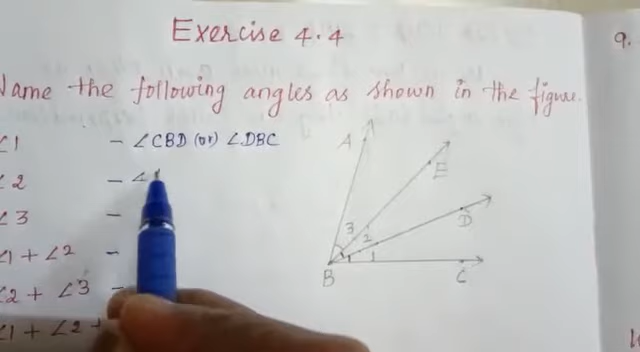 Exercise 4.4
9.
Name the following angles as shown in the figure.
∠1 - ∠CBD (or) ∠DBC
∠2 - ∠
∠3 -
∠1 + ∠2 -
∠2 + ∠3 -
∠1 + ∠2 +
A
E
3
2
D
1
B
C